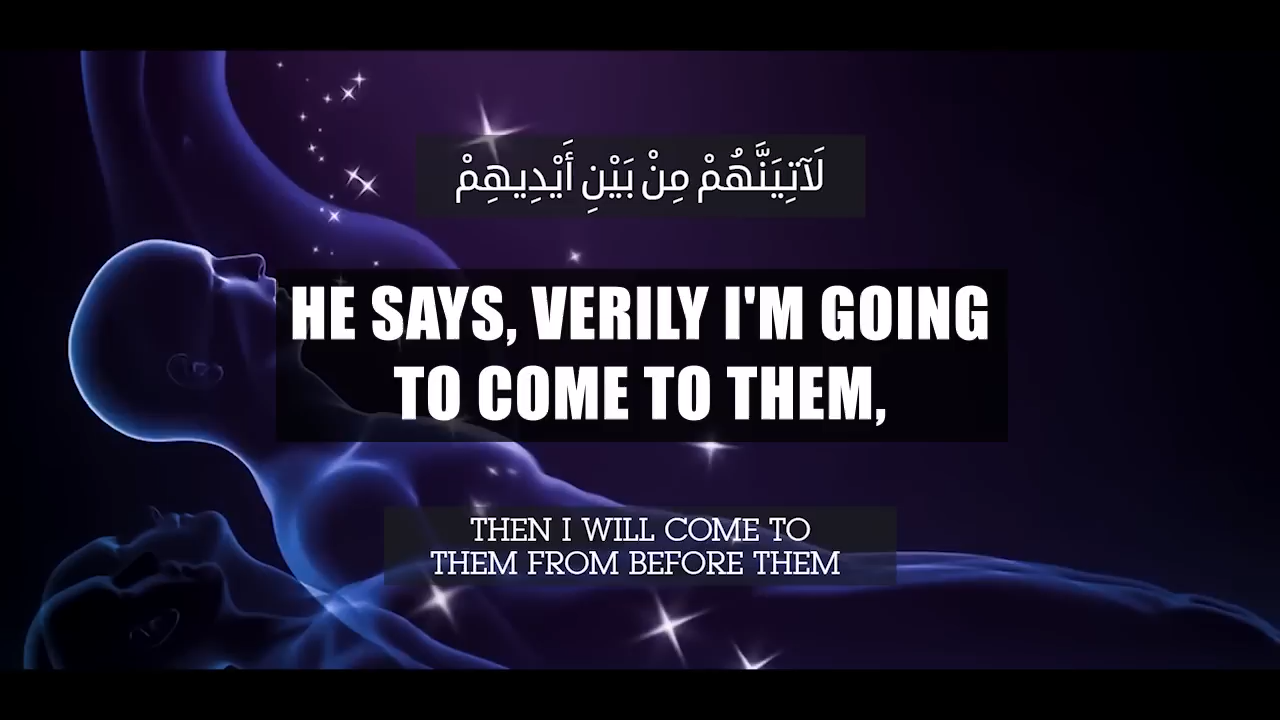 لَآتِيَنَّهُمْ مِنْ بَيْنِ أَيْدِيهِمْ
HE SAYS, VERILY I'M GOING
TO COME TO THEM,
THEN I WILL COME TO
THEM FROM BEFORE THEM